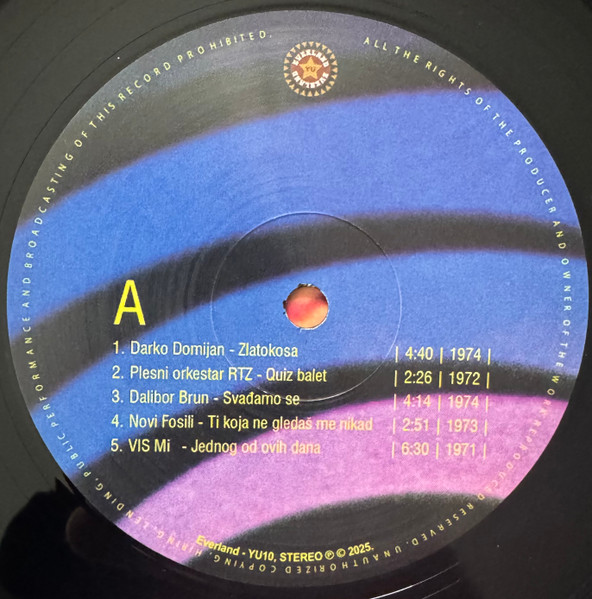 ALL THE RIGHTS OF THE PRODUCER AND OWNER OF THE WORK REPRODUCED RESERVED. UNAUTHORIZED COPYING, HIRING, LENDING, PUBLIC PERFORMANCE AND BROADCASTING OF THIS RECORD PROHIBITED.
EVERLAND
YU
A
1. Darko Domijan - Zlatokosa | 4:40 | 1974 |
2. Plesni orkestar RTZ - Quiz balet | 2:26 | 1972 |
3. Dalibor Brun - Svađamo se | 4:14 | 1974 |
4. Novi Fosili - Ti koja ne gledaš me nikad | 2:51 | 1973 |
5. VIS Mi - Jednog od ovih dana | 6:30 | 1971 |
Everland - YU10, STEREO ℗ © 2025.